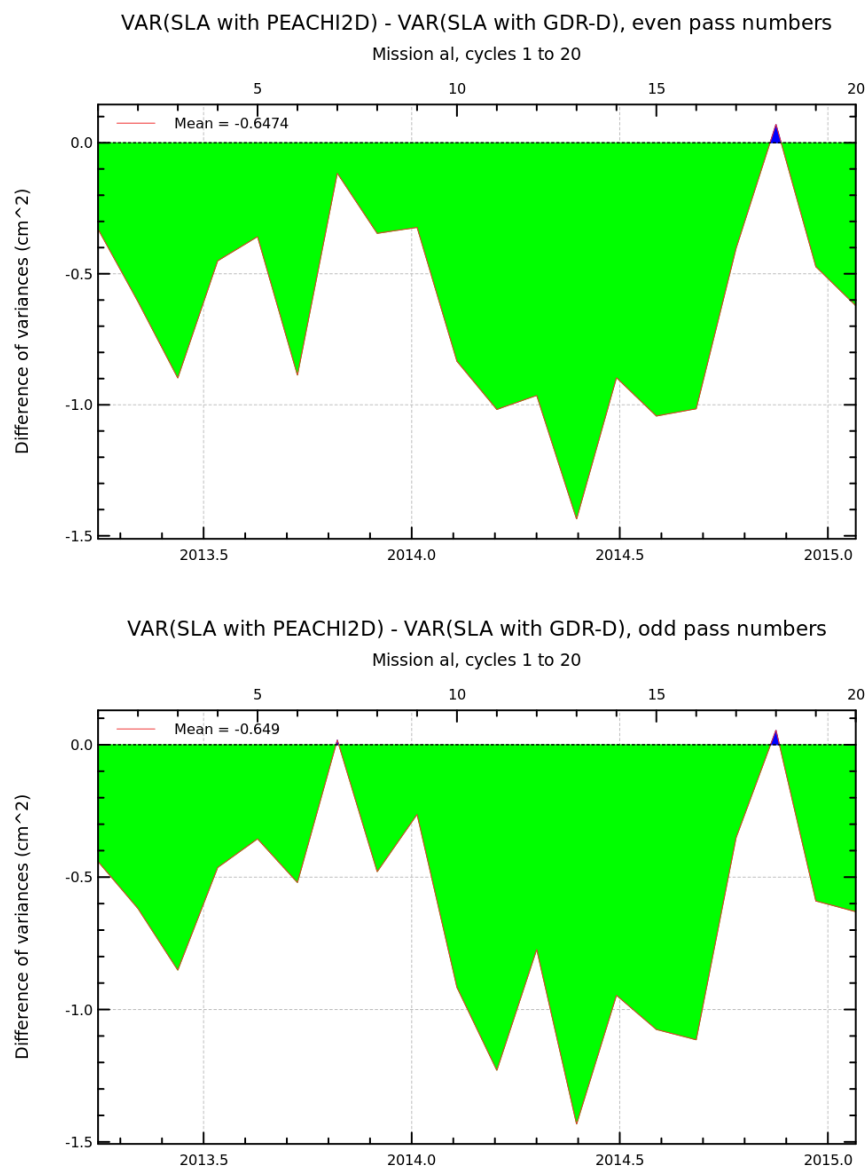 VAR(SLA with PEACHI2D) - VAR(SLA with GDR-D), even pass numbers
Mission al, cycles 1 to 20
5 10 15 20
Mean = -0.6474
0.0
-0.5
-1.0
-1.5
Difference of variances (cm^2)
2013.5 2014.0 2014.5 2015.0
VAR(SLA with PEACHI2D) - VAR(SLA with GDR-D), odd pass numbers
Mission al, cycles 1 to 20
5 10 15 20
Mean = -0.649
0.0
-0.5
-1.0
-1.5
Difference of variances (cm^2)
2013.5 2014.0 2014.5 2015.0